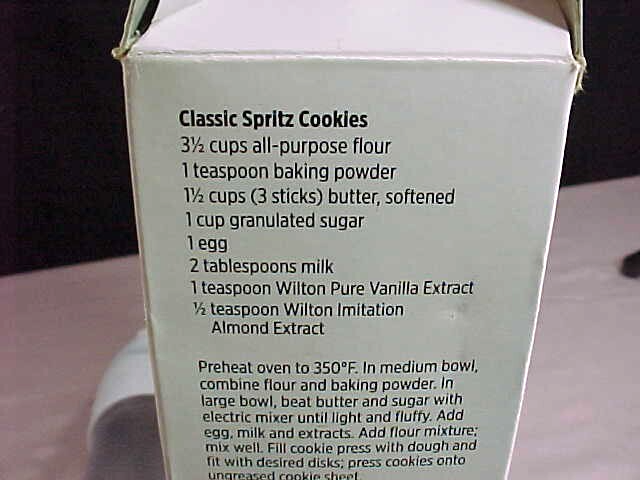 Classic Spritz Cookies
3½ cups all-purpose flour
1 teaspoon baking powder
1½ cups (3 sticks) butter, softened
1 cup granulated sugar
1 egg
2 tablespoons milk
1 teaspoon Wilton Pure Vanilla Extract
½ teaspoon Wilton Imitation
Almond Extract
Preheat oven to 350°F. In medium bowl,
combine flour and baking powder. In
large bowl, beat butter and sugar with
electric mixer until light and fluffy. Add
egg, milk and extracts. Add flour mixture;
mix well. Fill cookie press with dough and
fit with desired disks; press cookies onto
ungreased cookie sheet.